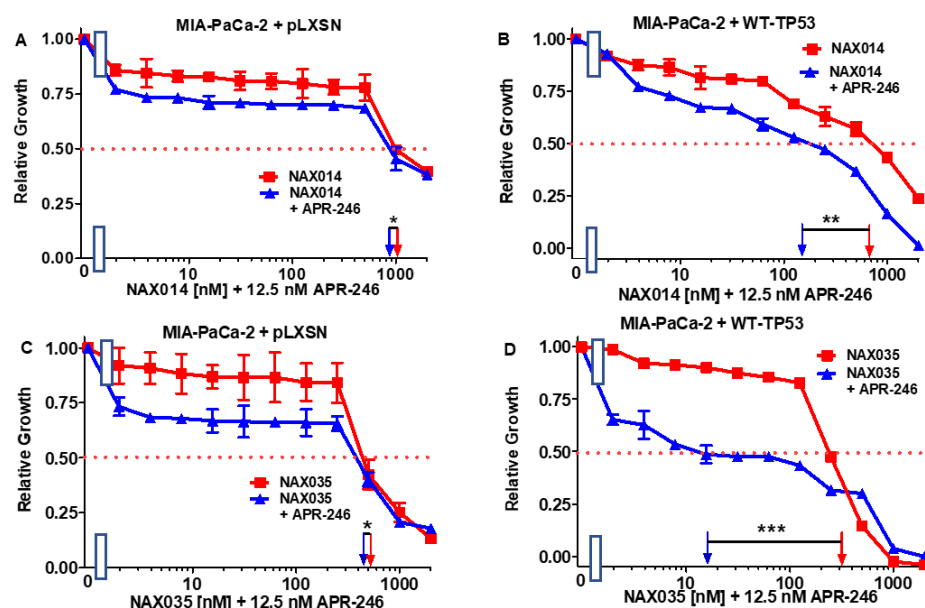 MIA-PaCa-2 + pLXSN
A
1.00
0.75
0.50
0.25
0.00
Relative Growth
NAX014
NAX014
+ APR-246
*
0 10 100 1000
NAX014 [nM] + 12.5 nM APR-246
MIA-PaCa-2 + WT-TP53
B
1.00
0.75
0.50
0.25
0.00
Relative Growth
NAX014
NAX014
+ APR-246
**
0 10 100 1000
NAX014 [nM] + 12.5 nM APR-246
MIA-PaCa-2 + pLXSN
C
1.00
0.75
0.50
0.25
0.00
Relative Growth
NAX035
NAX035
+ APR-246
*
0 10 100 1000
NAX035 [nM] + 12.5 nM APR-246
MIA-PaCa-2 + WT-TP53
D
1.00
0.75
0.50
0.25
0.00
Relative Growth
NAX035
NAX035
+ APR-246
***
0 10 100 1000
NAX035 [nM] + 12.5 nM APR-246